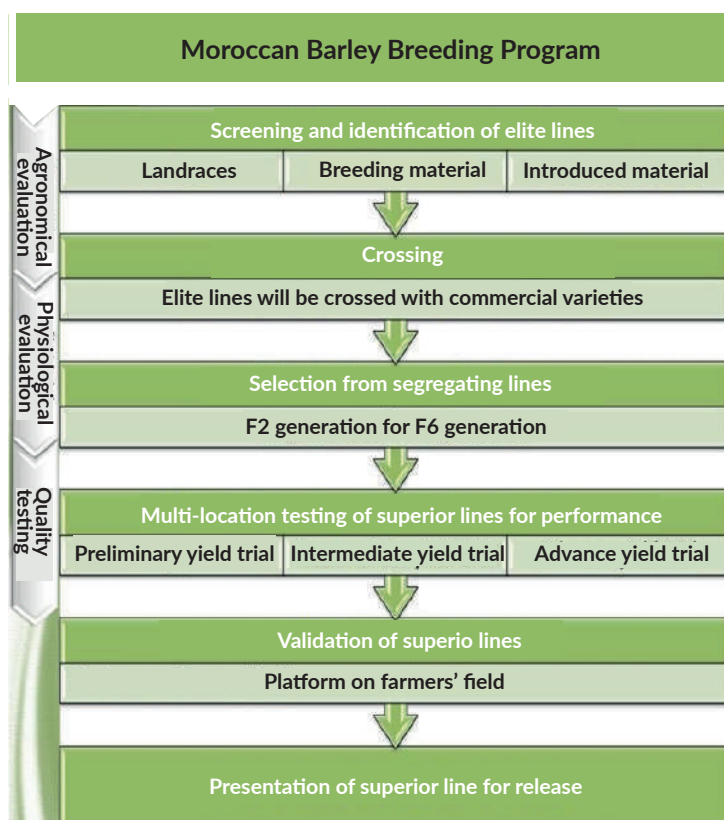 Moroccan Barley Breeding Program
Agronomical
evaluation
Physiological
evaluation
Quality
testing
Screening and identification of elite lines
Landraces
Breeding material
Introduced material
Crossing
Elite lines will be crossed with commercial varieties
Selection from segregating lines
F2 generation for F6 generation
Multi-location testing of superior lines for performance
Preliminary yield trial
Intermediate yield trial
Advance yield trial
Validation of superio lines
Platform on farmers’ field
Presentation of superior line for release